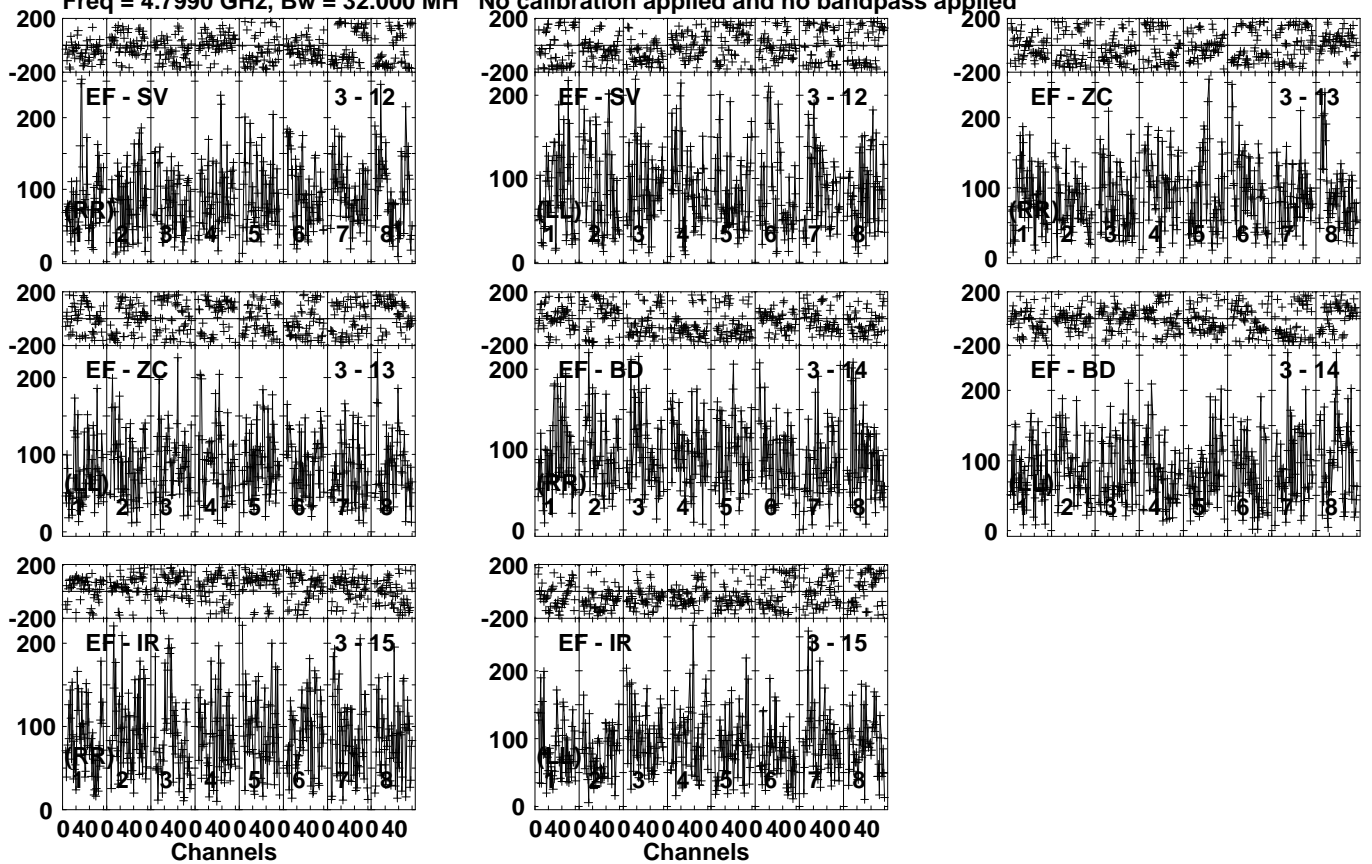 Freq = 4.7990 GHz, Bw = 32.000 MH No calibration applied and no bandpass applied
200 200 200
-200 -200 -200
EF - SV 3 - 12 EF - SV 3 - 12 EF - ZC 3 - 13
200 200 200
100 100 100
(RR) (LL) (RR)
1 2 3 4 5 6 7 8 1 2 3 4 5 6 7 8 1 2 3 4 5 6 7 8
0 0 0
200 200 200
-200 -200 -200
EF - ZC 3 - 13 EF - BD 3 - 14 EF - BD 3 - 14
200 200 200
100 100 100
(LL) (RR) (LL)
1 2 3 4 5 6 7 8 1 2 3 4 5 6 7 8 1 2 3 4 5 6 7 8
0 0 0
200 200
-200 -200
EF - IR 3 - 15 EF - IR 3 - 15
200 200
100 100
(RR) (LL)
1 2 3 4 5 6 7 8 1 2 3 4 5 6 7 8
0 0
0 40 0 40 0 40 0 40 0 40 0 40 0 40 0 40 0 40 0 40 0 40 0 40 0 40 0 40 0 40 0 40
Channels Channels